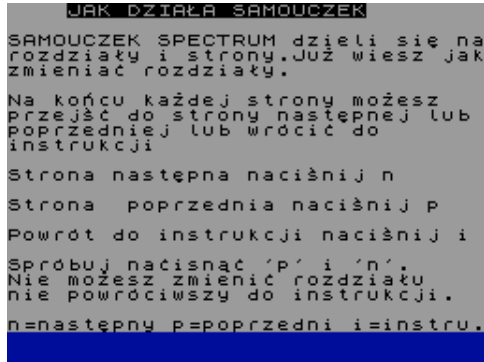 JAK DZIAŁA SAMOUCZEK
SAMOUCZEK SPECTRUM dzieli się na
rozdziały i strony.Już wiesz jak
zmieniać rozdziały.
Na końcu każdej strony możesz
przejść do strony następnej lub
poprzedniej lub wrócić do
instrukcji
Strona następna naciśnij n
Strona poprzednia naciśnij p
Powrót do instrukcji naciśnij i
Spróbuj naćisnąć 'p' i 'n'.
Nie możesz zmienić rozdziału
nie powróciwszy do instrukcji.
n=następny p=poprzedni i=instru.